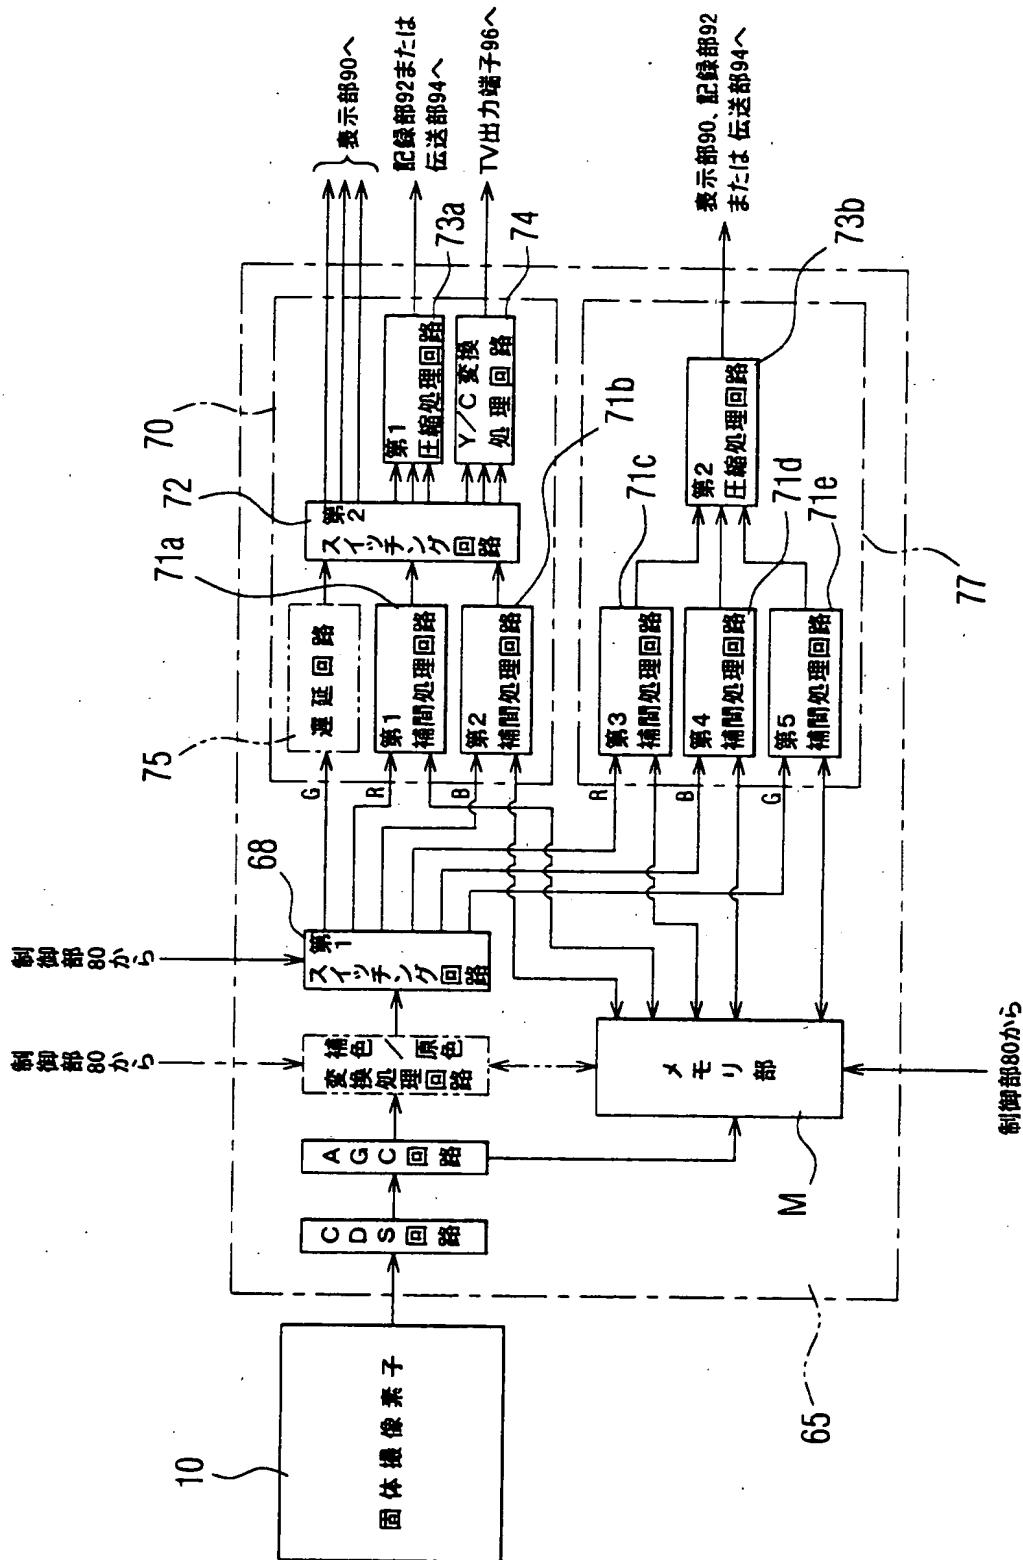 10
固体撮像素子
65
CDS回路
AGC回路
制御部80から
補色／原色
変換処理回路
制御部80から
68
第1
スイッチング回路
M
メモリ部
制御部80から
G
R
B
R
B
G
75
遅延回路
71a
第1
補間処理回路
71b
第2
補間処理回路
71c
第3
補間処理回路
71d
第4
補間処理回路
71e
第5
補間処理回路
77
70
72
第2
スイッチング回路
73a
第1
圧縮処理回路
74
Y／C変換
処理回路
73b
第2
圧縮処理回路
表示部90へ
記録部92または
伝送部94へ
TV出力端子96へ
表示部90、記録部92
または 伝送部94へ